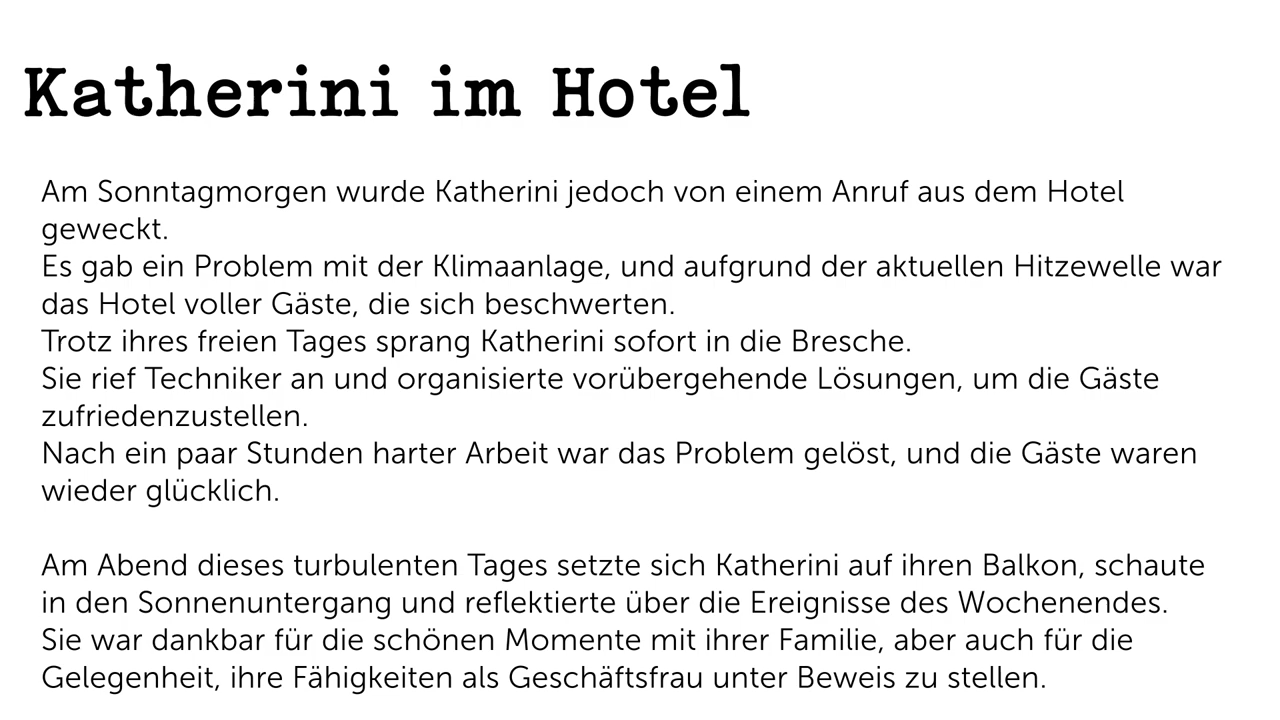 Katherini im Hotel
Am Sonntagmorgen wurde Katherini jedoch von einem Anruf aus dem Hotel
geweckt.
Es gab ein Problem mit der Klimaanlage, und aufgrund der aktuellen Hitzewelle war
das Hotel voller Gäste, die sich beschwerten.
Trotz ihres freien Tages sprang Katherini sofort in die Bresche.
Sie rief Techniker an und organisierte vorübergehende Lösungen, um die Gäste
zufriedenzustellen.
Nach ein paar Stunden harter Arbeit war das Problem gelöst, und die Gäste waren
wieder glücklich.
Am Abend dieses turbulenten Tages setzte sich Katherini auf ihren Balkon, schaute
in den Sonnenuntergang und reflektierte über die Ereignisse des Wochenendes.
Sie war dankbar für die schönen Momente mit ihrer Familie, aber auch für die
Gelegenheit, ihre Fähigkeiten als Geschäftsfrau unter Beweis zu stellen.